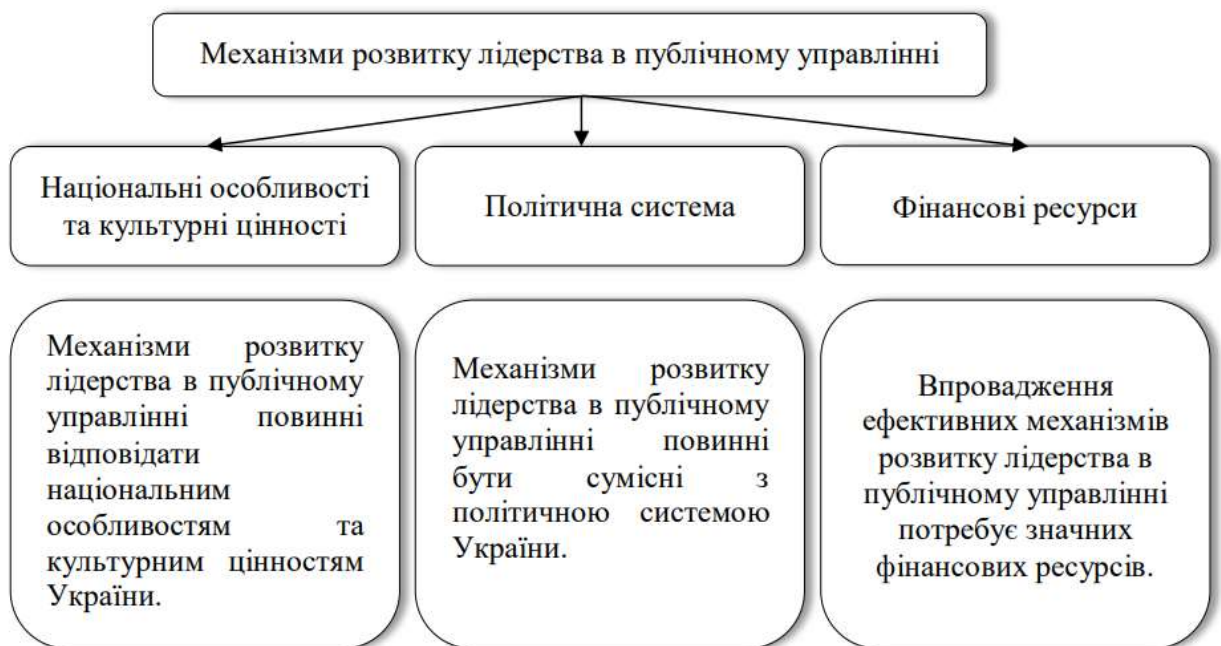 Механізми розвитку лідерства в публічному управлінні
Національні особливості
та культурні цінності
Політична система
Фінансові ресурси
Механізми розвитку
лідерства в публічному
управлінні повинні
відповідати
національним
особливостям та
культурним цінностям
України.
Механізми розвитку
лідерства в публічному
управлінні повинні
бути сумісні з
політичною системою
України.
Впровадження
ефективних механізмів
розвитку лідерства в
публічному управлінні
потребує значних
фінансових ресурсів.